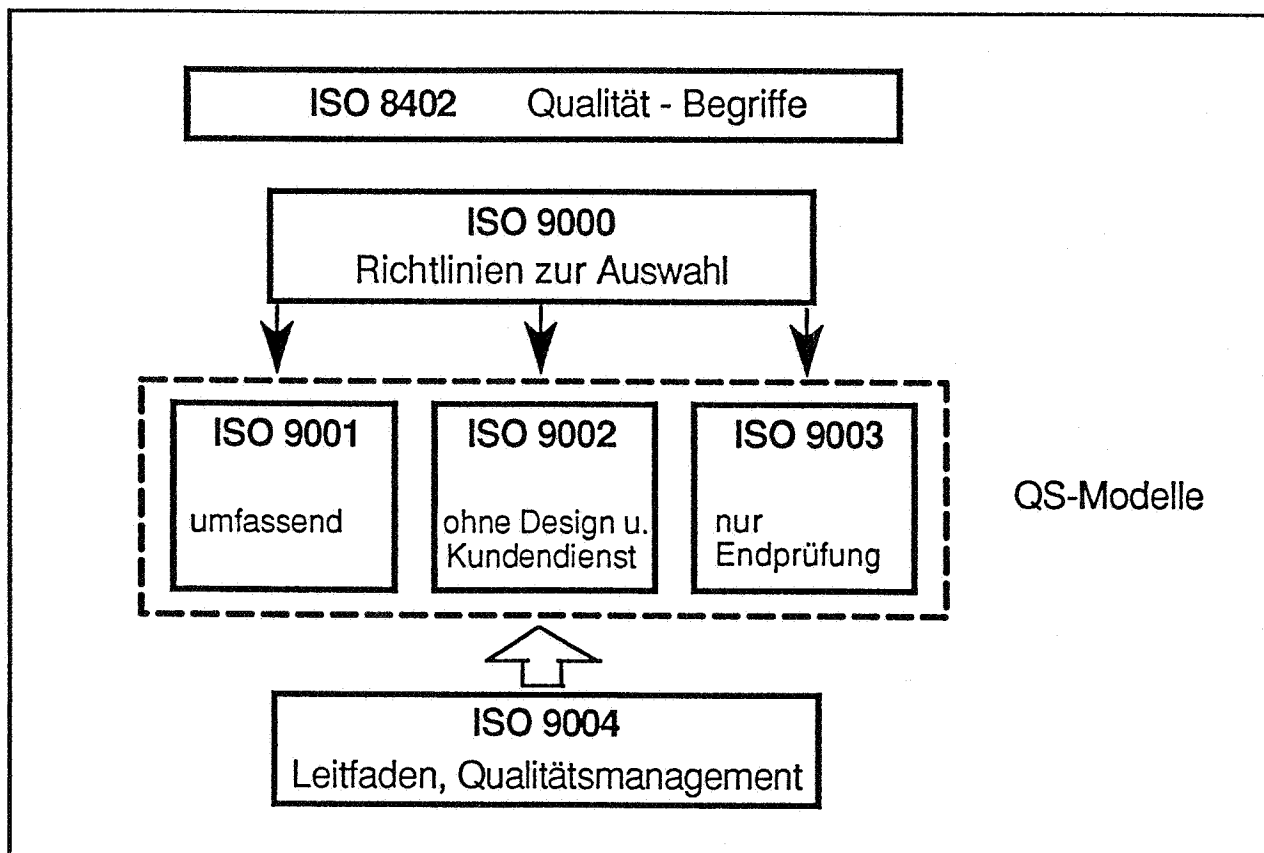 ISO 8402 Qualität - Begriffe
ISO 9000
Richtlinien zur Auswahl
ISO 9001
umfassend
ISO 9002
ohne Design u.
Kundendienst
ISO 9003
nur
Endprüfung
QS-Modelle
ISO 9004
Leitfaden, Qualitätsmanagement